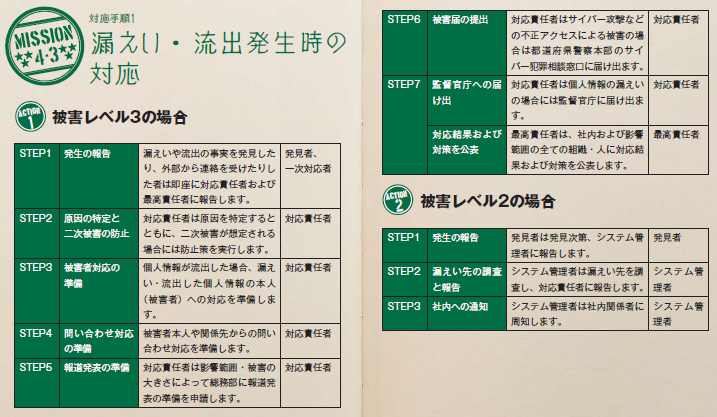 MISSION
4-3
対応手順1
漏えい・流出発生時の
対応
ACTION
1
被害レベル3の場合
STEP1
発生の報告
漏えいや流出の事実を発見した
り、外部から連絡を受けたりし
た者は即座に対応責任者および
最高責任者に報告します。
発見者、
一次対応者
STEP2
原因の特定と
二次被害の防止
対応責任者は原因を特定すると
ともに、二次被害が想定される
場合には防止策を実行します。
対応責任者
STEP3
被害者対応の
準備
個人情報が流出した場合、漏え
い・流出した個人情報の本人
（被害者）への対応を準備しま
す。
対応責任者
STEP4
問い合わせ対応
の準備
被害者本人や関係先からの問い
合わせ対応を準備します。
対応責任者
STEP5
報道発表の準備
対応責任者は影響範囲・被害の
大きさによって総務部に報道発
表の準備を申請します。
対応責任者
STEP6
被害届の提出
対応責任者はサイバー攻撃など
の不正アクセスによる被害の場
合は都道府県警察本部のサイ
バー犯罪相談窓口に届け出ます。
対応責任者
STEP7
監督官庁への届
け出
対応責任者は個人情報の漏えい
の場合には監督官庁に届け出ま
す。
対応責任者
対応結果および
対策を公表
最高責任者は、社内および影響
範囲の全ての組織・人に対応結
果および対策を公表します。
最高責任者
ACTION
2
被害レベル2の場合
STEP1
発生の報告
発見者は発見次第、システム管
理者に報告します。
発見者
STEP2
漏えい先の調査
と報告
システム管理者は漏えい先を調
査し、対応責任者に報告します。
システム管
理者
STEP3
社内への通知
システム管理者は社内関係者に
周知します。
システム管
理者